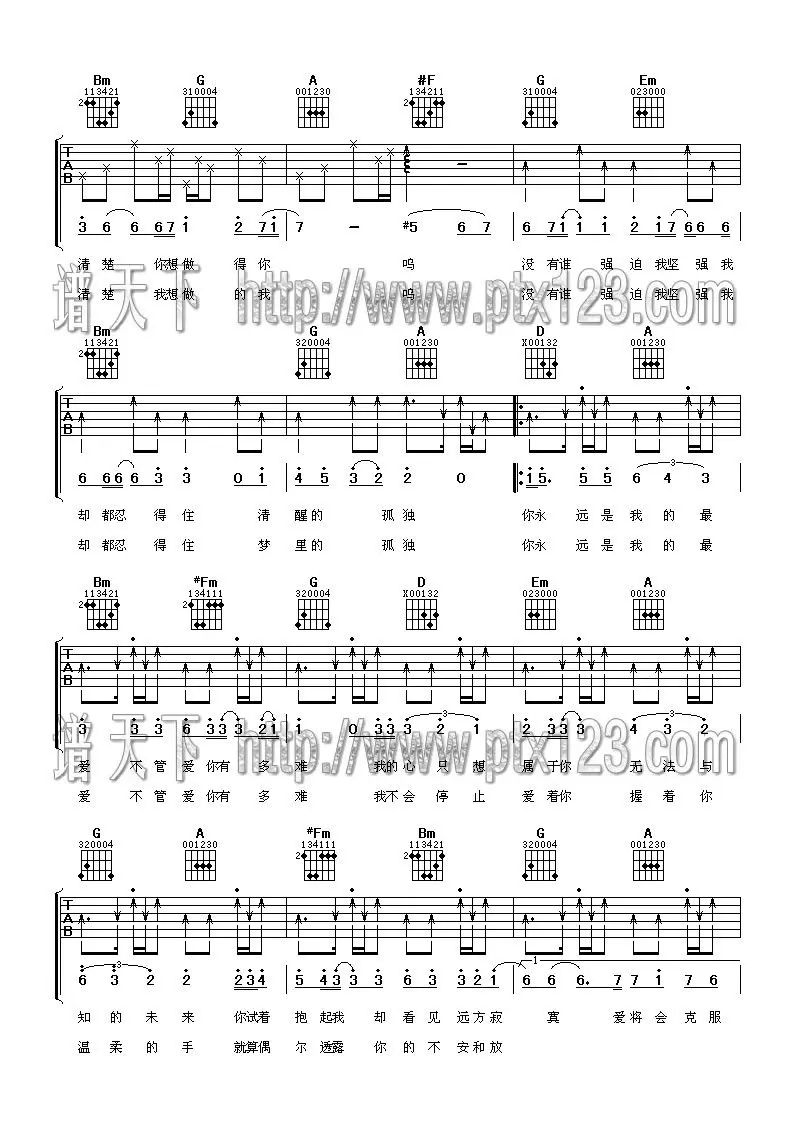 Bm G A #F G Em
113421 310004 001230 134211 310004 023000
2 2
T A B
3 6 6 67 1 2 71 7 – #5 6 7 6 71 1 1 2 17 66
清楚 你想做 得你 呜 没有谁 强迫我坚强我
清楚 我想做 的我 呜 没有谁 强迫我坚强我
谱天下 http://www.ptx123.com
Bm G A D A
113421 320004 001230 X00132 001230
2
T A B
6 66 6 3 3 0 1 4 5 3 2 2 0 15. 5 5 6 4 3
3
却都忍 得住 清醒的 孤独 你永远是我的最
却都忍 得住 梦里的 孤独 你永远是我的最
Bm #Fm G D Em A
113421 134111 320004 X00132 023000 001230
2 2
T A B
3 3 3 6 33 3 21 1 0 33 3 2 1 2 33 3 4 3 2
3 3
爱 不管爱你有多难 我的心只想属于你 无法与
爱 不管爱你有多难 我不会停止爱着你 握着你
谱天下 http://www.ptx123.com
G A #Fm Bm G A
320004 001230 134111 113421 320004 001230
2 2
T A B
3 1
6 3 2 2 234 5 43 3 3 6 3 321 6 6 6. 7 7 1 7 6
知的未来 你试着抱起我 却看见远方寂寞 爱将会克服
温柔的手 就算偶尔透露 你的不安和放